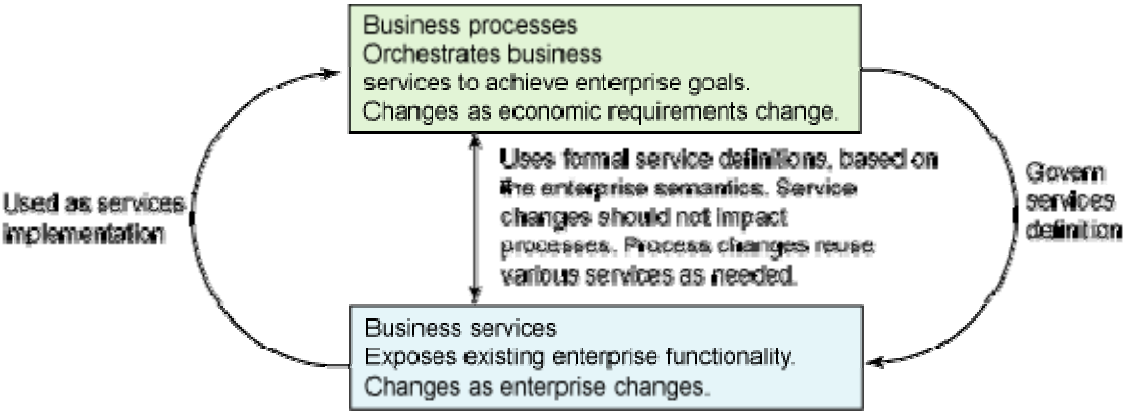 Business processes
Orchestrates business
services to achieve enterprise goals.
Changes as economic requirements change.
Uses formal service definitions, based on
the enterprise semantics. Service
changes should not impact
processes. Process changes reuse
various services as needed.
Used as services
implementation
Govern
services
definition
Business services
Exposes existing enterprise functionality.
Changes as enterprise changes.